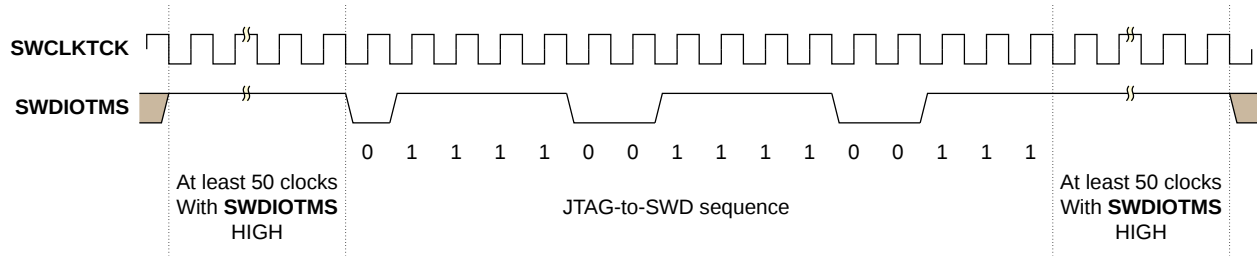 SWCLKTCK
SWDIOTMS
0 1 1 1 1 0 0 1 1 1 1 0 0 1 1 1
At least 50 clocks
With SWDIOTMS
HIGH
JTAG-to-SWD sequence
At least 50 clocks
With SWDIOTMS
HIGH